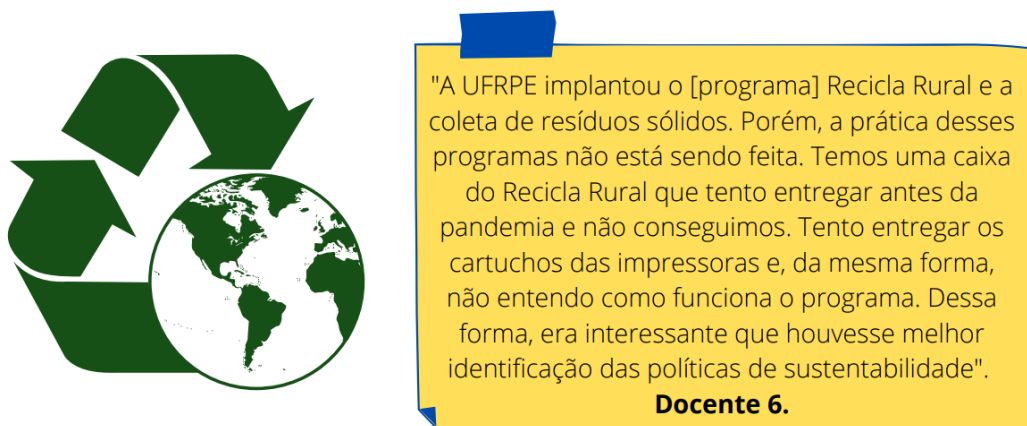 "A UFRPE implantou o [programa] Recicla Rural e a
coleta de resíduos sólidos. Porém, a prática desses
programas não está sendo feita. Temos uma caixa
do Recicla Rural que tento entregar antes da
pandemia e não conseguimos. Tento entregar os
cartuchos das impressoras e, da mesma forma,
não entendo como funciona o programa. Dessa
forma, era interessante que houvesse melhor
identificação das políticas de sustentabilidade".
Docente 6.